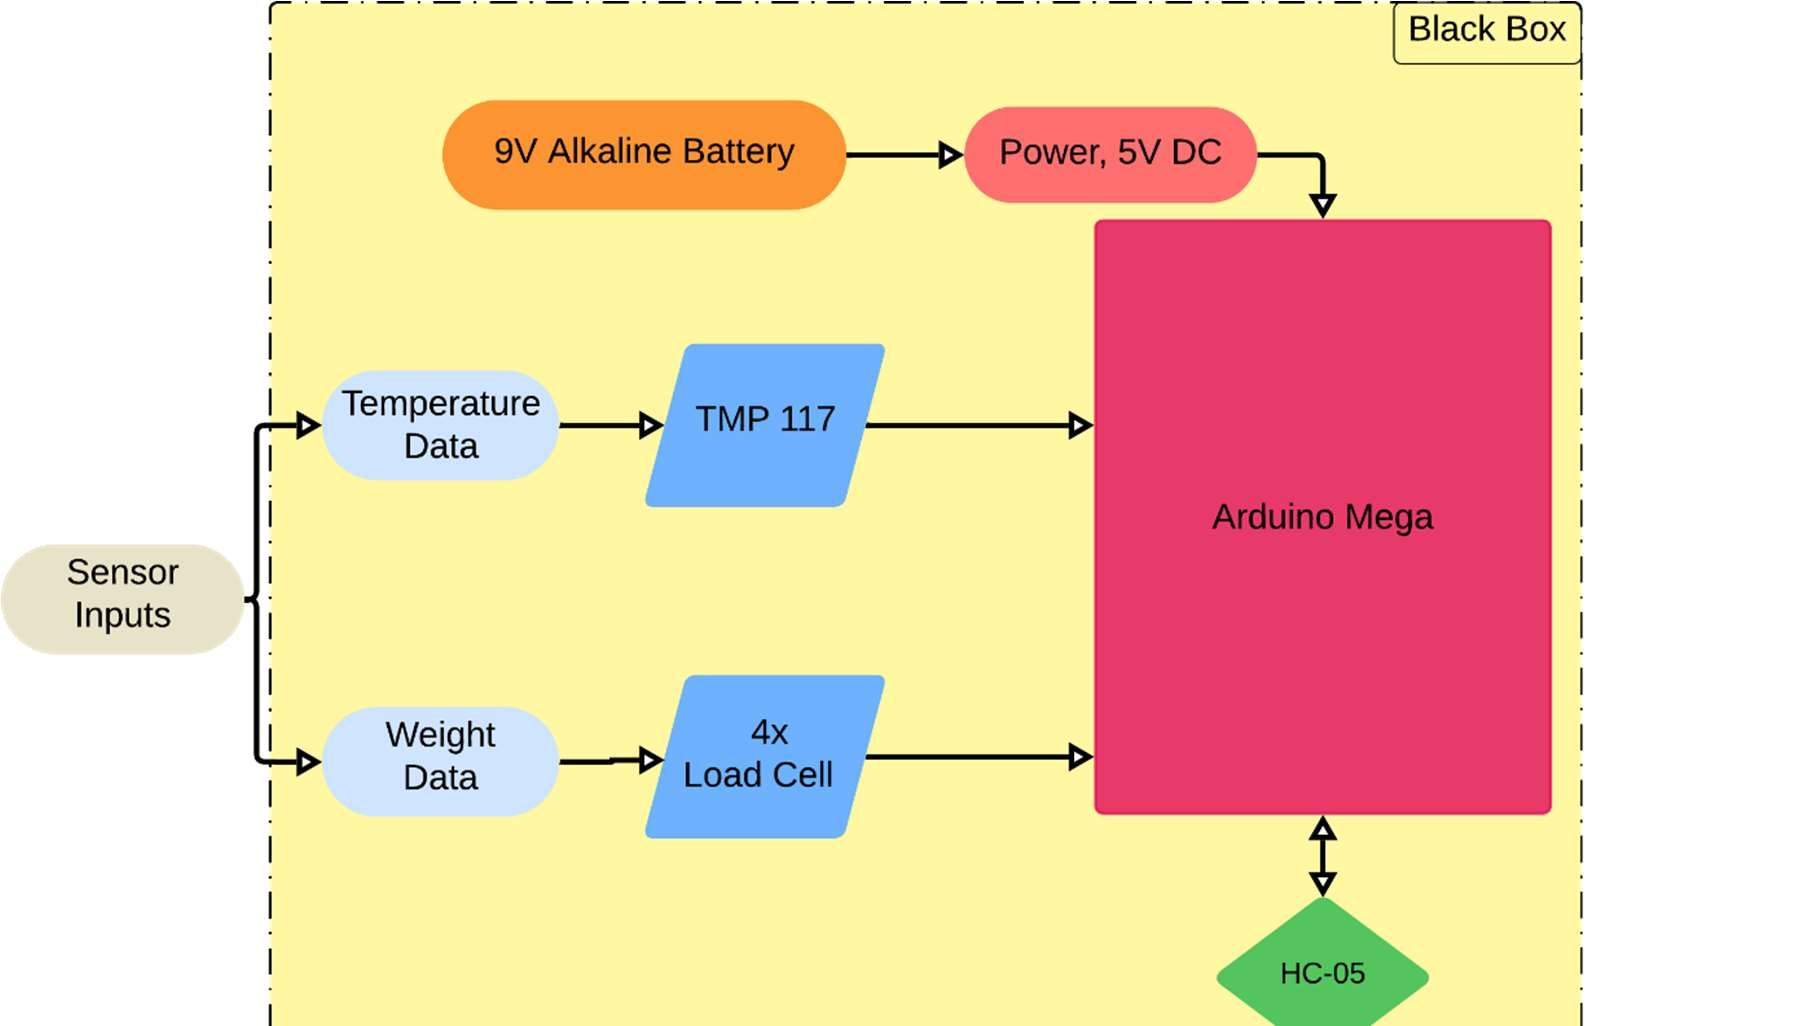 Black Box
9V Alkaline Battery
Power, 5V DC
Temperature
Data
TMP 117
Arduino Mega
Sensor
Inputs
Weight
Data
4x
Load Cell
HC-05